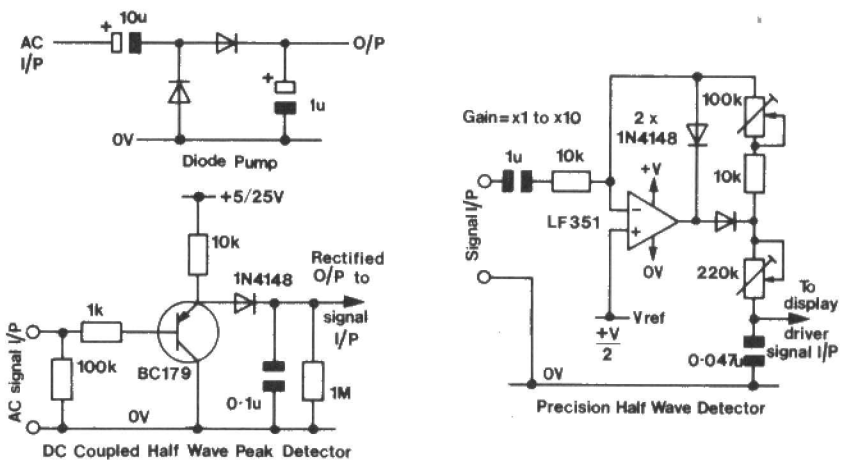 10u
+
AC
I/P
O/P
+
1u
0V
Diode Pump
+5/25V
10k
1N4148
Rectified
O/P to
signal
I/P
1k
AC signal I/P
100k
BC179
0·1u
1M
0V
DC Coupled Half Wave Peak Detector
Gain=x1 to x10
2 x
1N4148
100k
1u
10k
+V
10k
LF351
-
+
0V
Signal I/P
220k
To
display
driver
signal I/P
Vref
+V
2
0·047u
0V
Precision Half Wave Detector